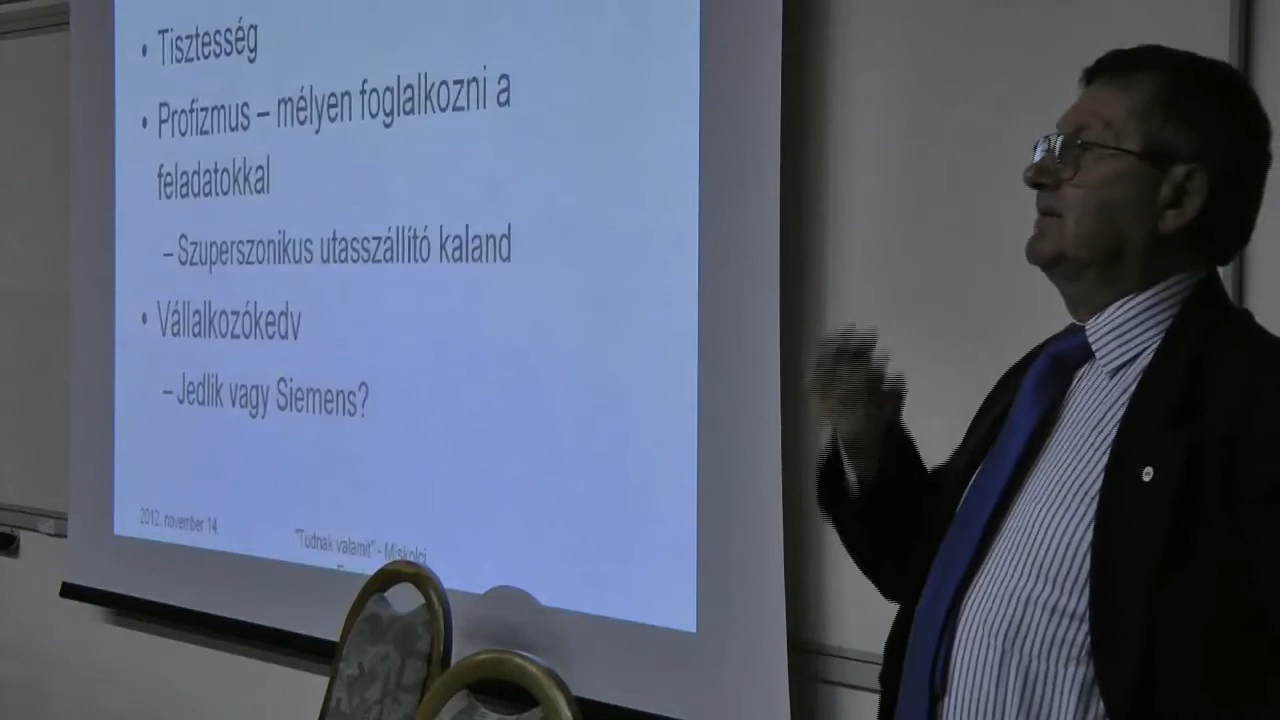 • Tisztesség
• Profizmus – mélyen foglalkozni a
feladatokkal
– Szuperszonikus utasszállító kaland
• Vállalkozókedv
– Jedlik vagy Siemens?
2012. november 14.
"Tudnak valamit" - Miskolci